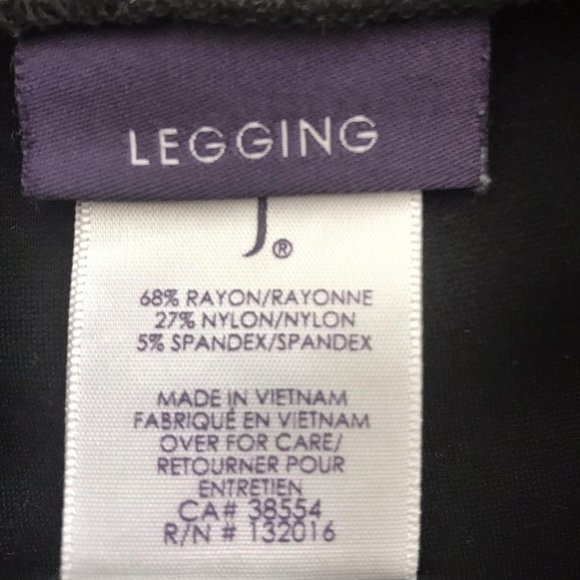 LEGGING
J®
68% RAYON/RAYONNE
27% NYLON/NYLON
5% SPANDEX/SPANDEX
MADE IN VIETNAM
FABRIQUÉ EN VIETNAM
OVER FOR CARE/
RETOURNER POUR
ENTRETIEN
CA# 38554
R/N # 132016